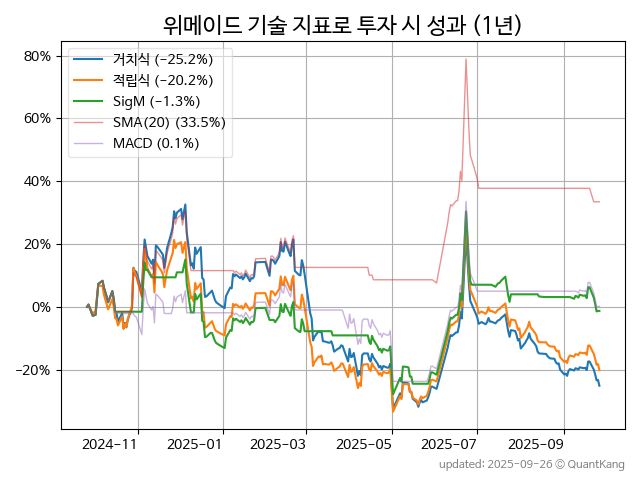 위메이드 기술 지표로 투자 시 성과 (1년)
80%
60%
40%
20%
0%
−20%
거치식 (−25.2%)
적립식 (−20.2%)
SigM (−1.3%)
SMA(20) (33.5%)
MACD (0.1%)
2024-11 2025-01 2025-03 2025-05 2025-07 2025-09
updated: 2025-09-26 © QuantKang